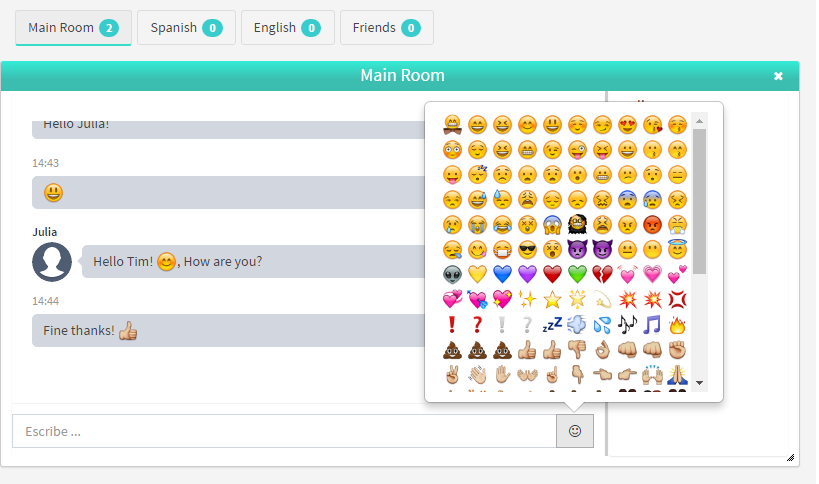 Main Room 2 Spanish 0 English 0 Friends 0
Main Room
Hello Julia!
14:43
Julia
Hello Tim! 😊, How are you?
14:44
Fine thanks! 👍
Escribe ...